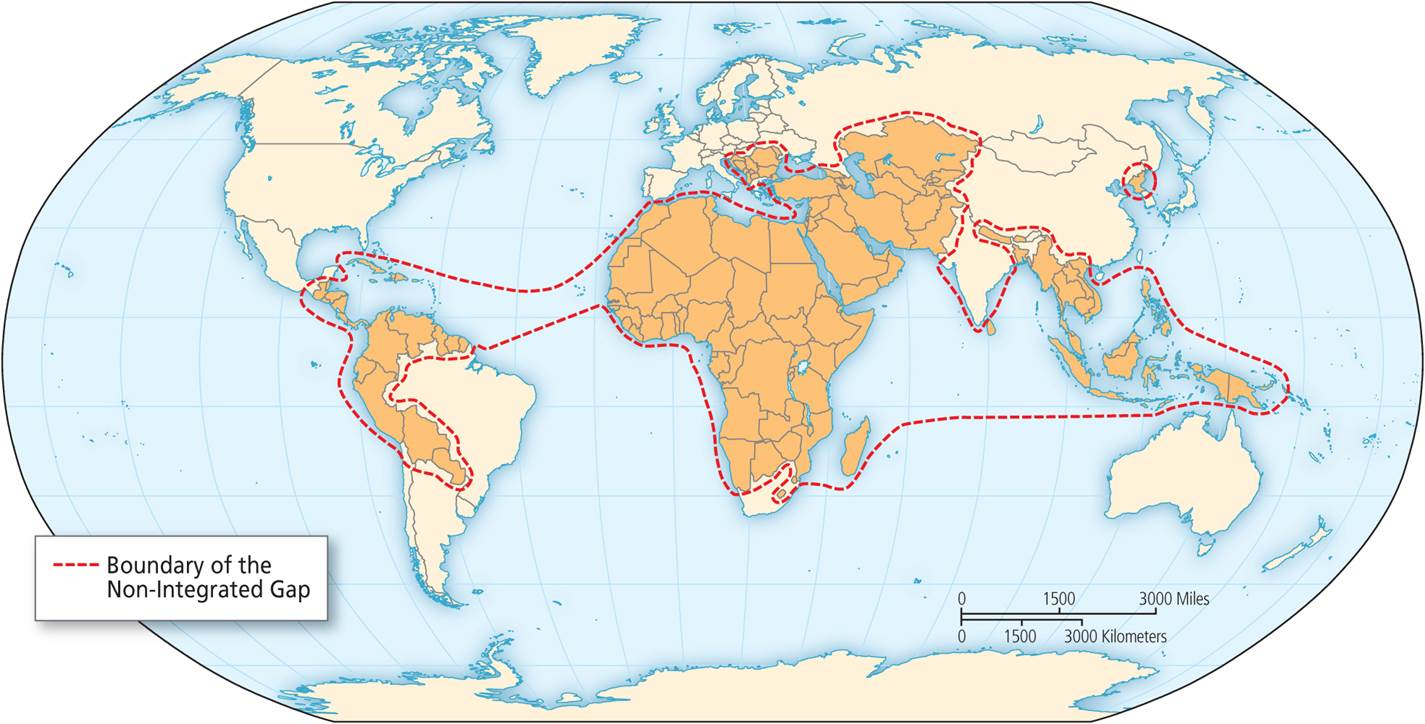 Boundary of the
Non-Integrated Gap
0 1500 3000 Miles
0 1500 3000 Kilometers